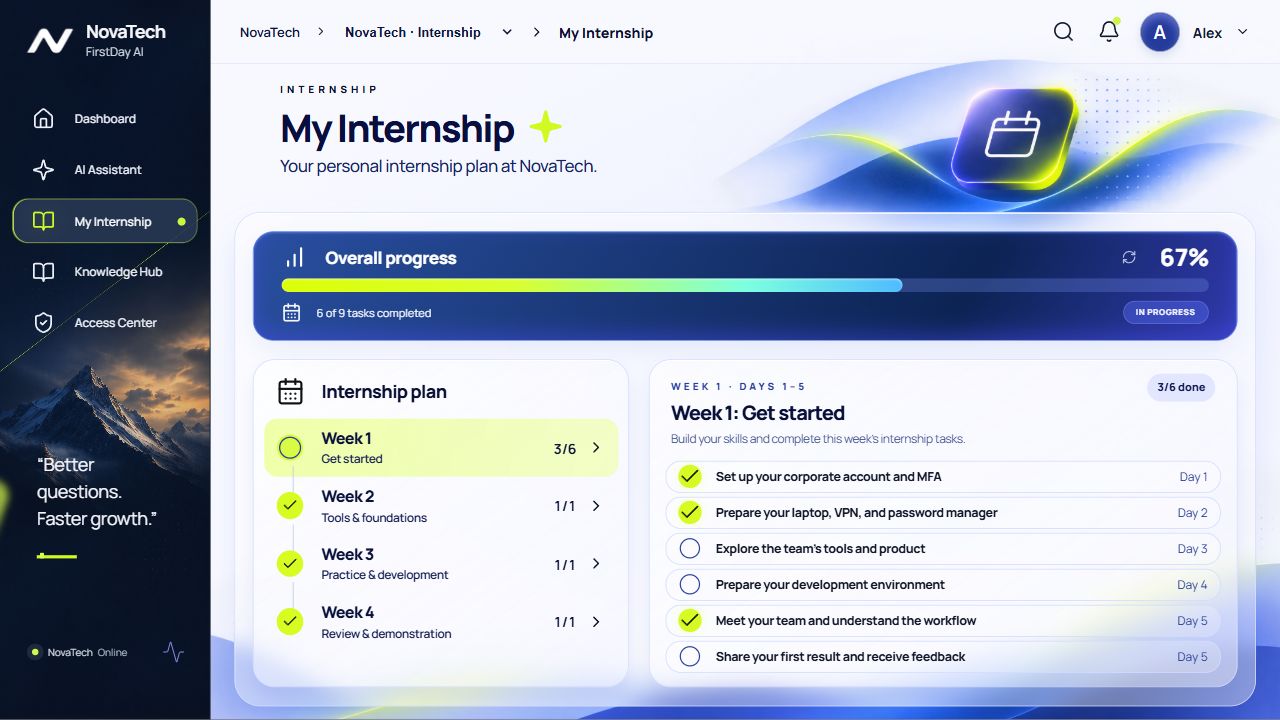 NovaTech
FirstDay AI
Dashboard
AI Assistant
My Internship
Knowledge Hub
Access Center
“Better
questions.
Faster growth.”
NovaTech Online
NovaTech > NovaTech · Internship > My Internship
A Alex
INTERNSHIP
My Internship
Your personal internship plan at NovaTech.
Overall progress 67%
6 of 9 tasks completed IN PROGRESS
Internship plan
Week 1
Get started
3/6
Week 2
Tools & foundations
1/1
Week 3
Practice & development
1/1
Week 4
Review & demonstration
1/1
WEEK 1 · DAYS 1–5
3/6 done
Week 1: Get started
Build your skills and complete this week's internship tasks.
Set up your corporate account and MFA Day 1
Prepare your laptop, VPN, and password manager Day 2
Explore the team's tools and product Day 3
Prepare your development environment Day 4
Meet your team and understand the workflow Day 5
Share your first result and receive feedback Day 5